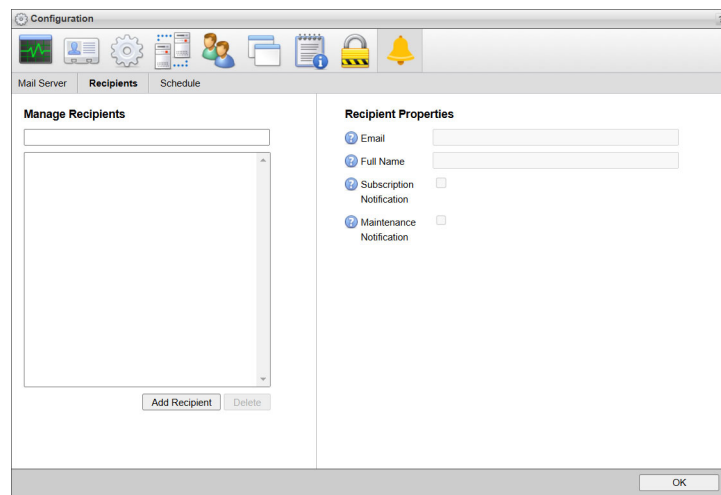 Configuration
?
Mail Server Recipients Schedule
Manage Recipients
Recipient Properties
? Email
? Full Name
? Subscription
Notification
? Maintenance
Notification
Add Recipient Delete
OK